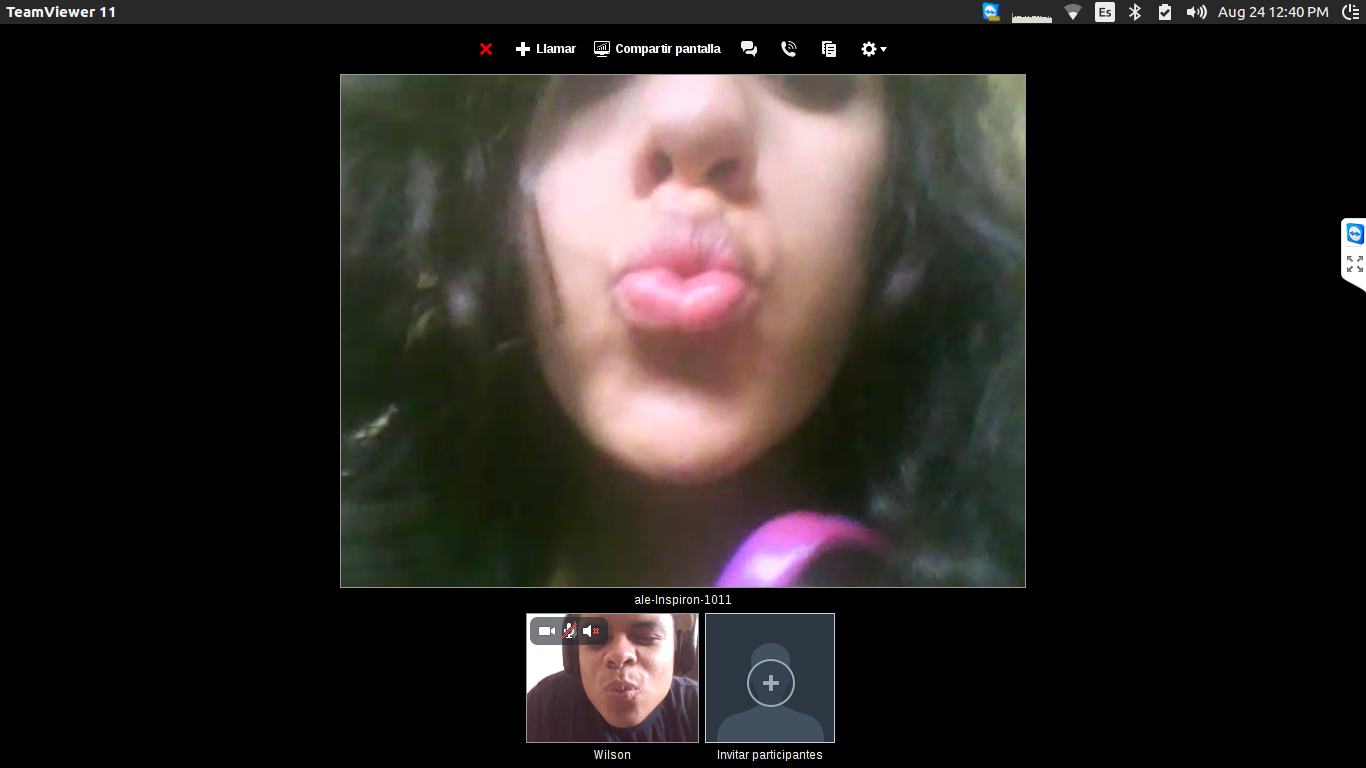 TeamViewer 11
Es
Aug 24 12:40 PM
Llamar
Compartir pantalla
ale-Inspiron-1011
Wilson
Invitar participantes